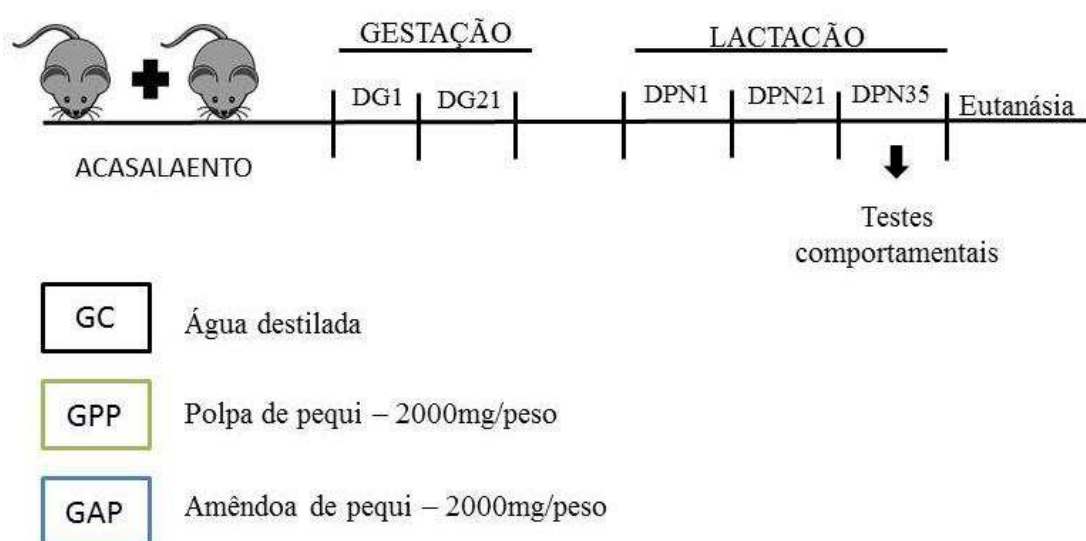 GESTAÇÃO
LACTAÇÃO
DG1
DG21
DPN1
DPN21
DPN35
Eutanásia
ACASALAENTO
Testes
comportamentais
GC
Água destilada
GPP
Polpa de pequi – 2000mg/peso
GAP
Amêndoa de pequi – 2000mg/peso